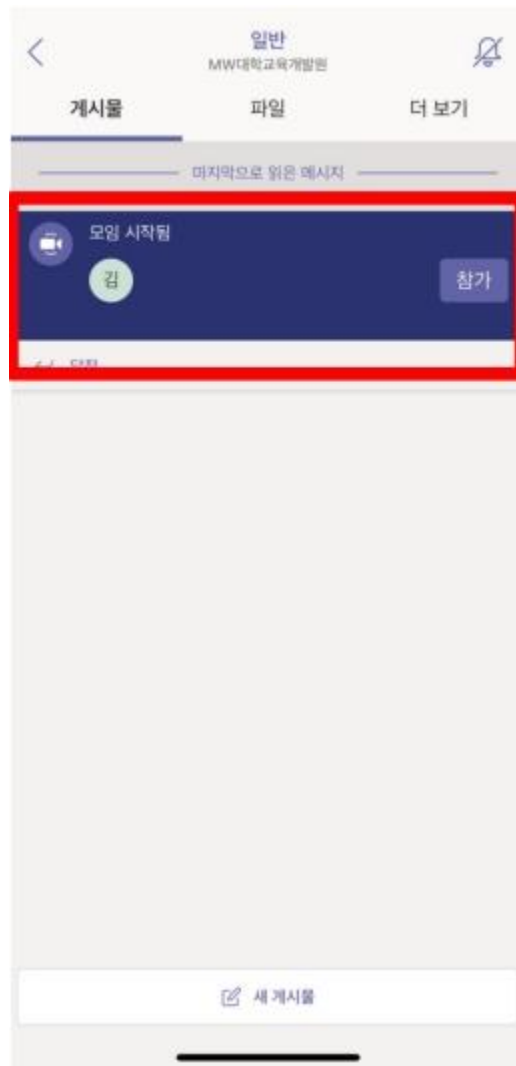 일반
MW대학교육개발원
게시물 파일 더 보기
마지막으로 읽은 메시지
모임 시작됨
김
참가
새 게시물